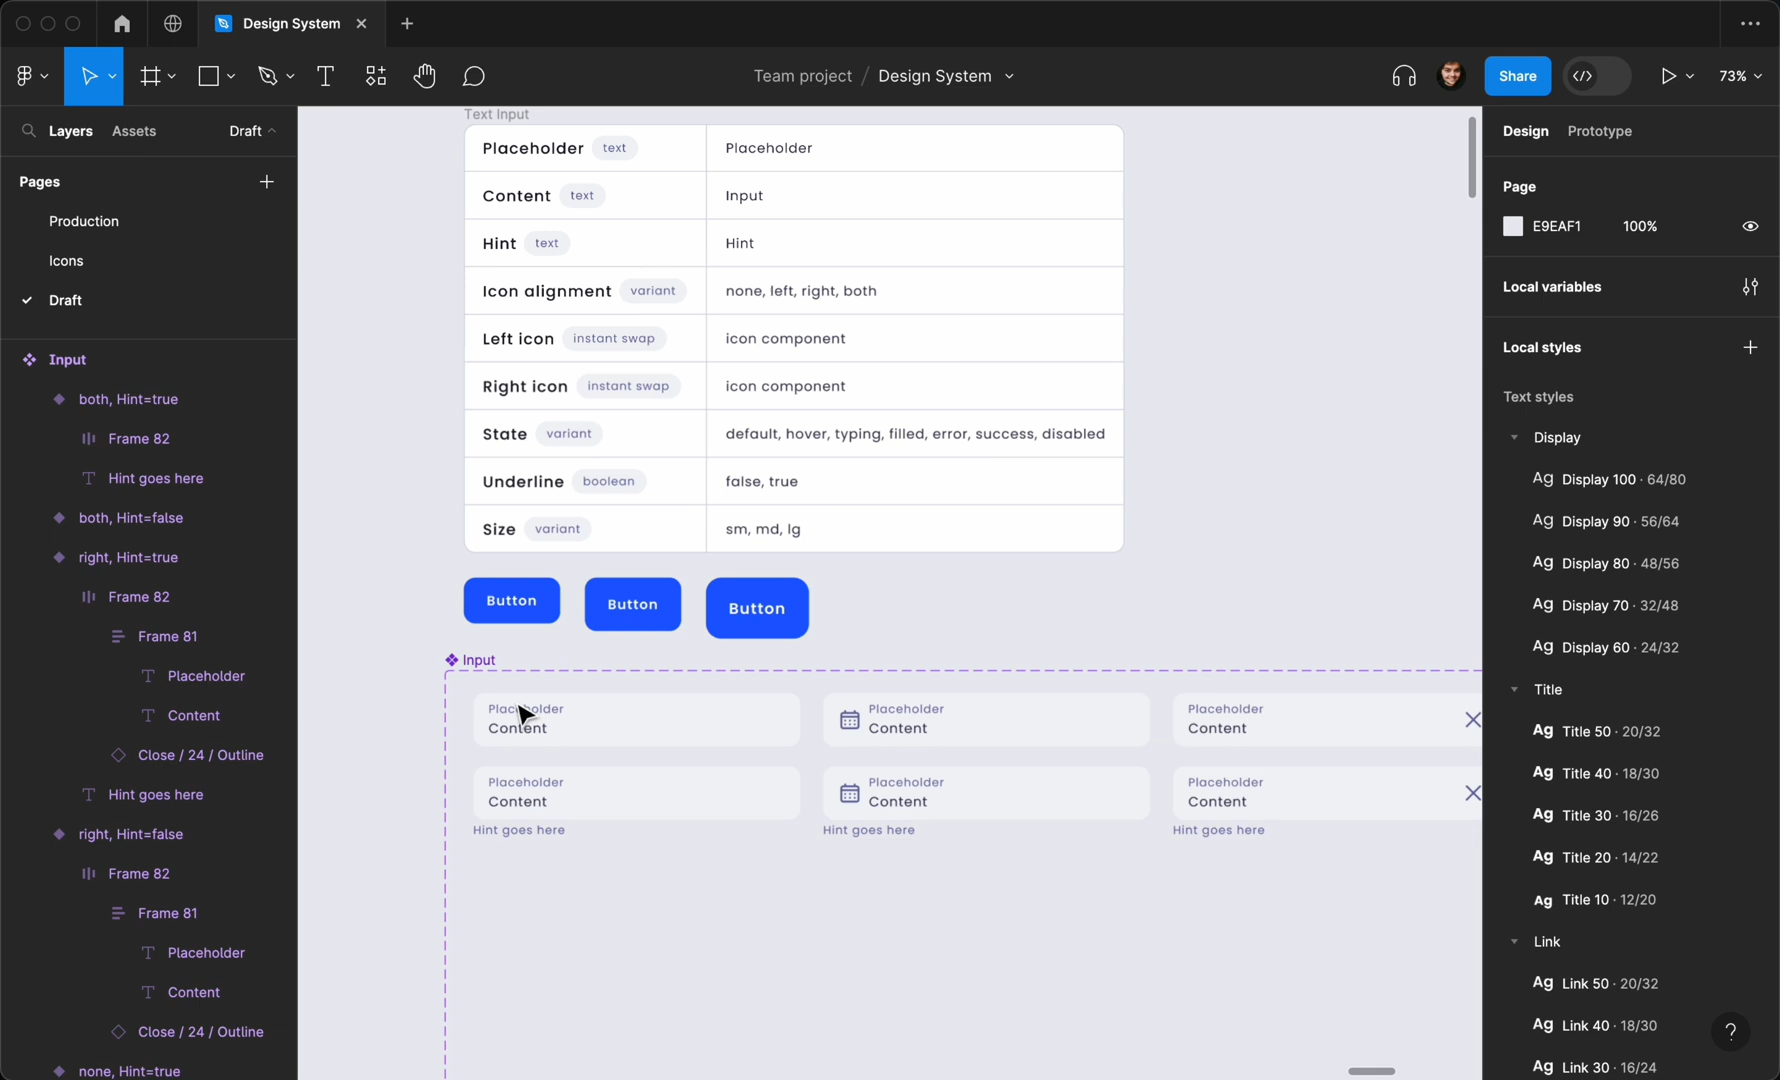 Design System
Team project / Design System
Share
73%
Layers
Assets
Draft
Pages
Production
Icons
Draft
Input
both, Hint=true
Frame 82
Hint goes here
both, Hint=false
right, Hint=true
Frame 82
Frame 81
Placeholder
Content
Close / 24 / Outline
Hint goes here
right, Hint=false
Frame 82
Frame 81
Placeholder
Content
Close / 24 / Outline
none, Hint=true
Text Input
Placeholder text Placeholder
Content text Input
Hint text Hint
Icon alignment variant none, left, right, both
Left icon instant swap icon component
Right icon instant swap icon component
State variant default, hover, typing, filled, error, success, disabled
Underline boolean false, true
Size variant sm, md, lg
Button Button Button
Input
Placeholder Placeholder Placeholder
Content Content Content
Placeholder Placeholder Placeholder
Content Content Content
Hint goes here Hint goes here Hint goes here
Design
Prototype
Page
E9EAF1 100%
Local variables
Local styles
Text styles
Display
Ag Display 100 · 64/80
Ag Display 90 · 56/64
Ag Display 80 · 48/56
Ag Display 70 · 32/48
Ag Display 60 · 24/32
Title
Ag Title 50 · 20/32
Ag Title 40 · 18/30
Ag Title 30 · 16/26
Ag Title 20 · 14/22
Ag Title 10 · 12/20
Link
Ag Link 50 · 20/32
Ag Link 40 · 18/30
Ag Link 30 · 16/24
?